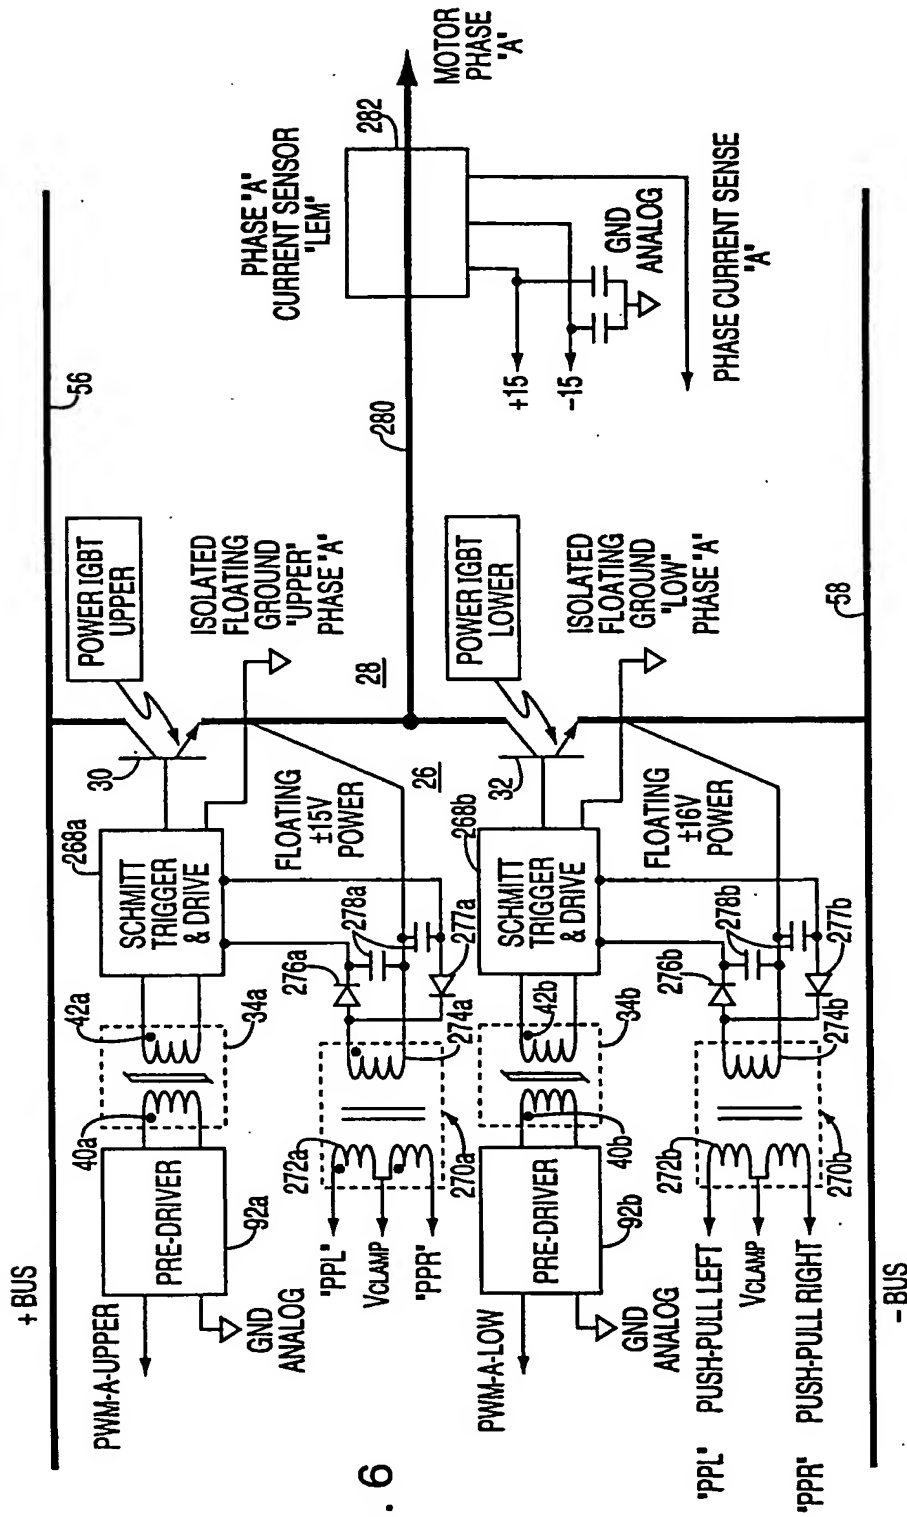 + BUS
56
PWM-A-UPPER
PRE-DRIVER
92a
GND
ANALOG
40a
42a
34a
SCHMITT
TRIGGER
& DRIVE
268a
30
POWER IGBT
UPPER
ISOLATED
FLOATING
GROUND
"UPPER"
PHASE "A"
28
26
FLOATING
±15V
POWER
"PPL"
VCLAMP
"PPR"
272a
270a
274a
276a
278a
277a
280
PHASE "A"
CURRENT SENSOR
"LEM"
282
MOTOR
PHASE
"A"
+15
-15
GND
ANALOG
PHASE CURRENT SENSE
"A"
PWM-A-LOW
PRE-DRIVER
92b
GND
ANALOG
40b
42b
34b
SCHMITT
TRIGGER
& DRIVE
268b
32
POWER IGBT
LOWER
ISOLATED
FLOATING
GROUND
"LOW"
PHASE "A"
FLOATING
±16V
POWER
"PPL" PUSH-PULL LEFT
VCLAMP
"PPR" PUSH-PULL RIGHT
272b
270b
274b
276b
278b
277b
58
- BUS
. 6